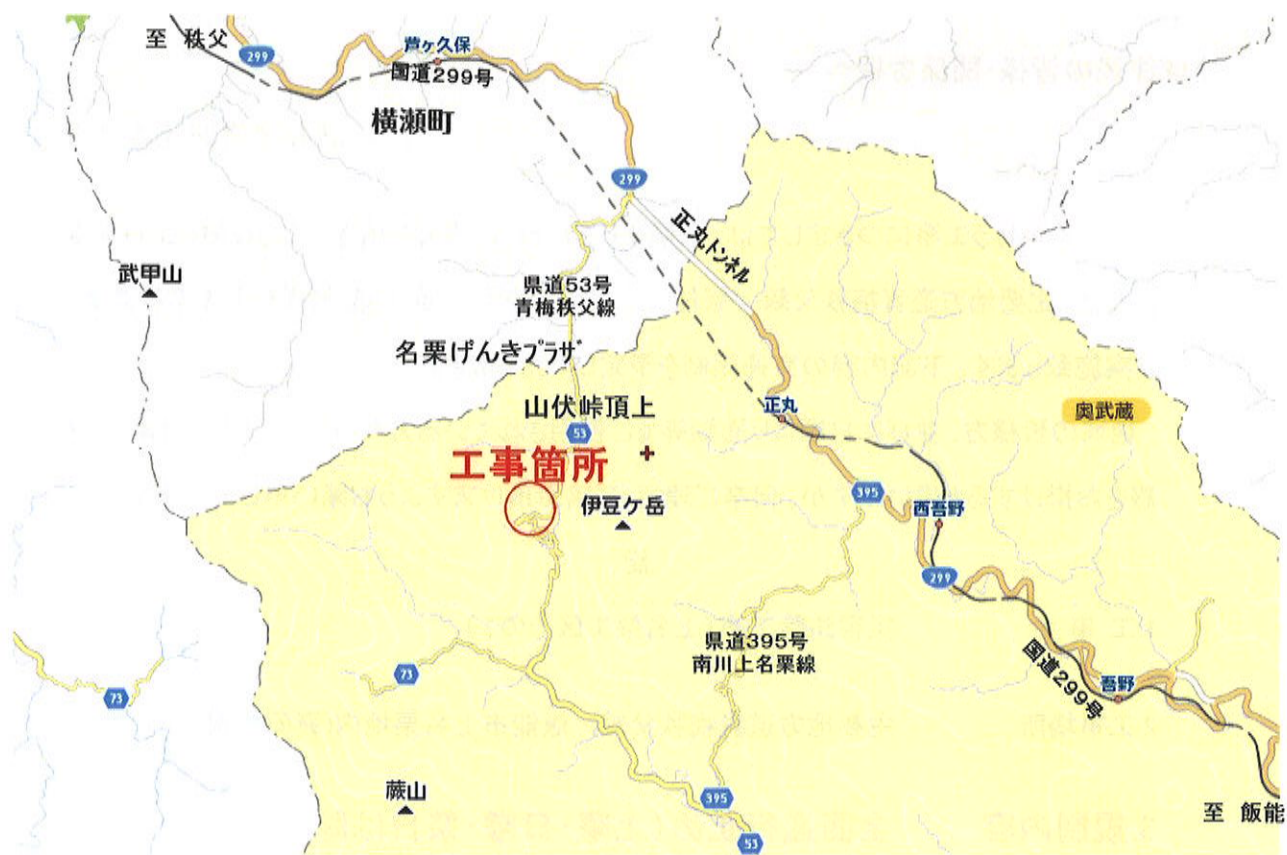 至 秩父
299
芦ヶ久保
国道299号
横瀬町
299
正丸トンネル
武甲山
県道53号
青梅秩父線
名栗げんきプラザ
山伏峠頂上
正丸
奥武蔵
53
工事箇所
伊豆ケ岳
395
西吾野
299
県道395号
南川上名栗線
国道299号
73
73
吾野
蕨山
395
53
至 飯能